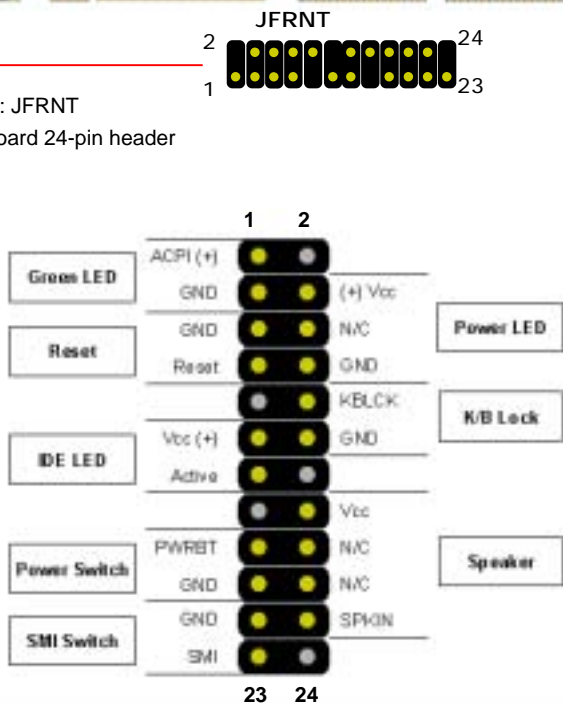 JFRNT
2 24
1 23
: JFRNT
oard 24-pin header
1 2
ACPI (+)
Green LED
GND (+) Vcc
GND N/C Power LED
Reset
Reset GND
KBLCK
K/B Lock
Vcc (+) GND
IDE LED
Active
Vcc
PWRBT N/C
Power Switch Speaker
GND N/C
GND SPKIN
SMI Switch
SMI
23 24